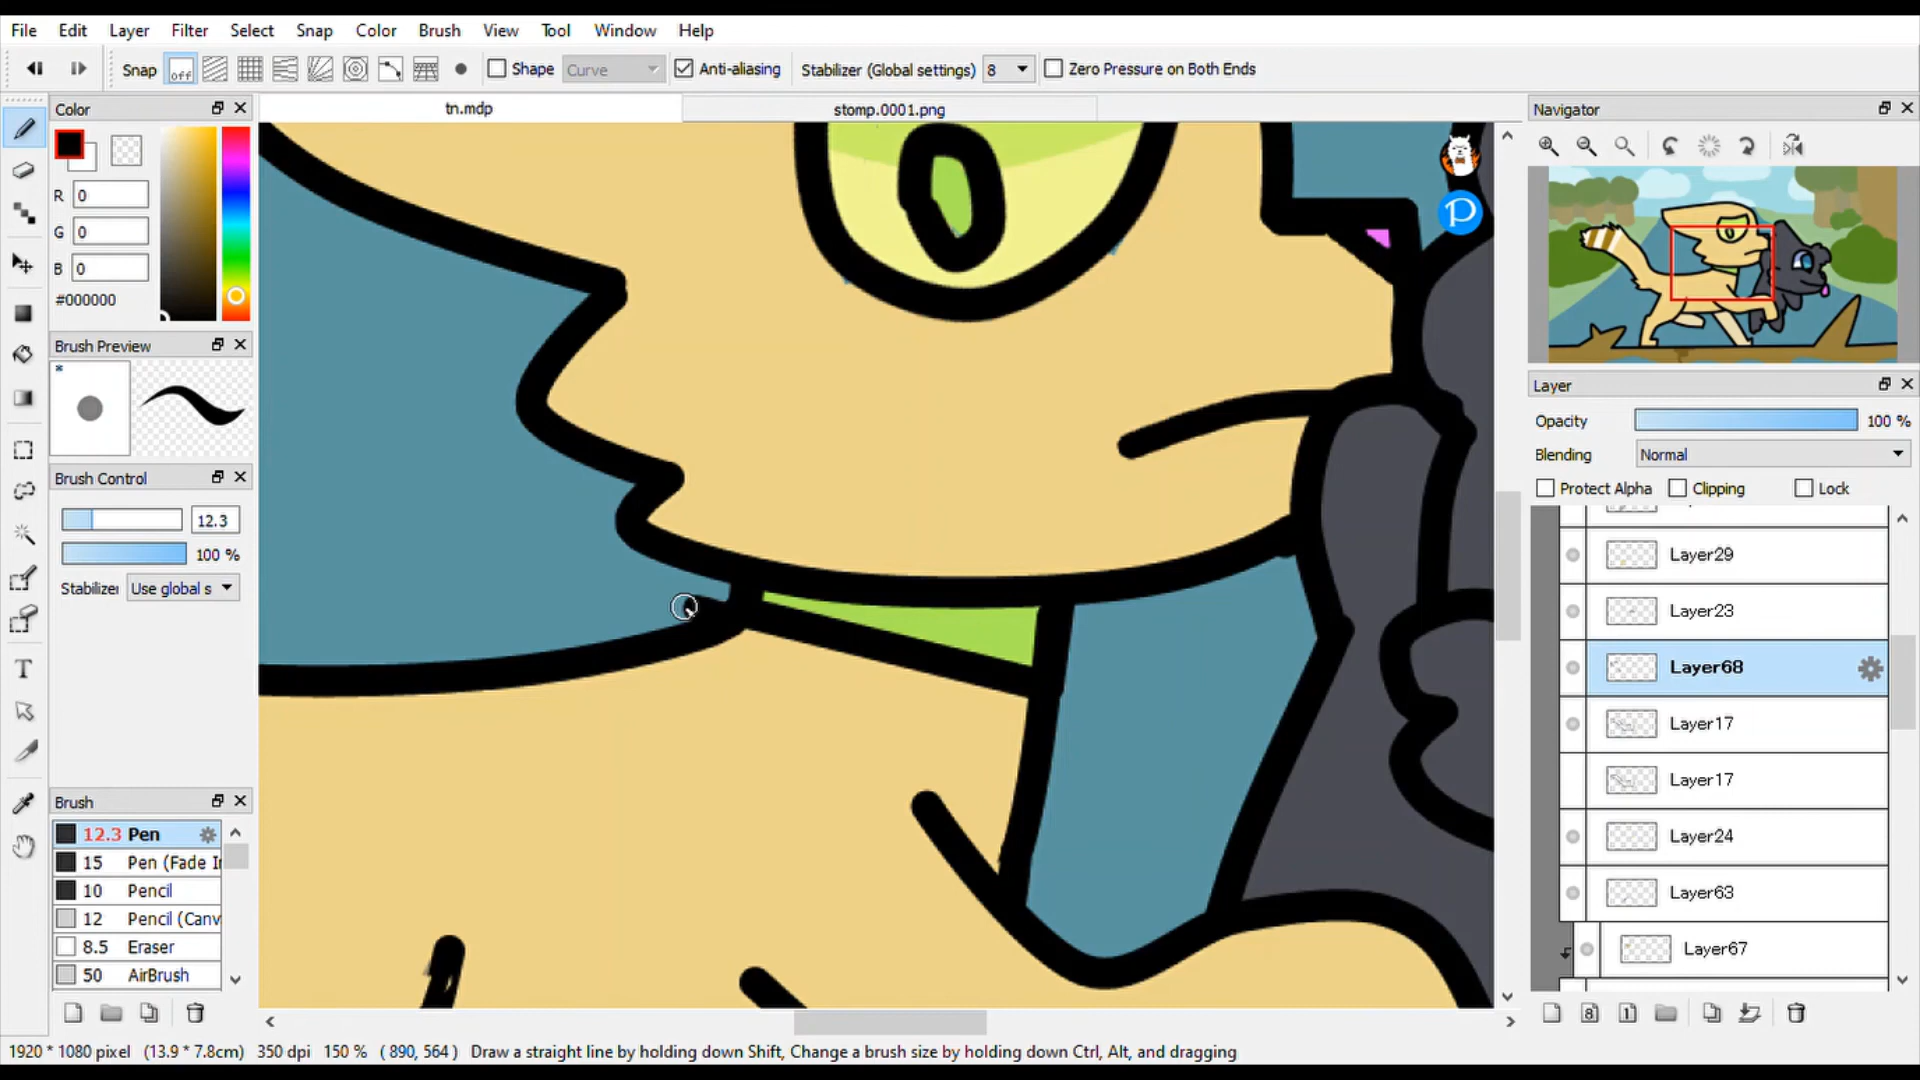 File Edit Layer Filter Select Snap Color Brush View Tool Window Help
Snap off Shape Curve Anti-aliasing Stabilizer (Global settings) 8 Zero Pressure on Both Ends
Color
tn.mdp
stomp.0001.png
Navigator
R 0
G 0
B 0
#000000
Brush Preview
Brush Control
12.3
100 %
Stabilizer Use global s
Brush
12.3 Pen
15 Pen (Fade In
10 Pencil
12 Pencil (Canv
8.5 Eraser
50 AirBrush
P
Layer
Opacity 100 %
Blending Normal
Protect Alpha Clipping Lock
Layer29
Layer23
Layer68
Layer17
Layer17
Layer24
Layer63
Layer67
8 1
T
1920 * 1080 pixel (13.9 * 7.8cm) 350 dpi 150 % ( 890, 564 ) Draw a straight line by holding down Shift, Change a brush size by holding down Ctrl, Alt, and dragging